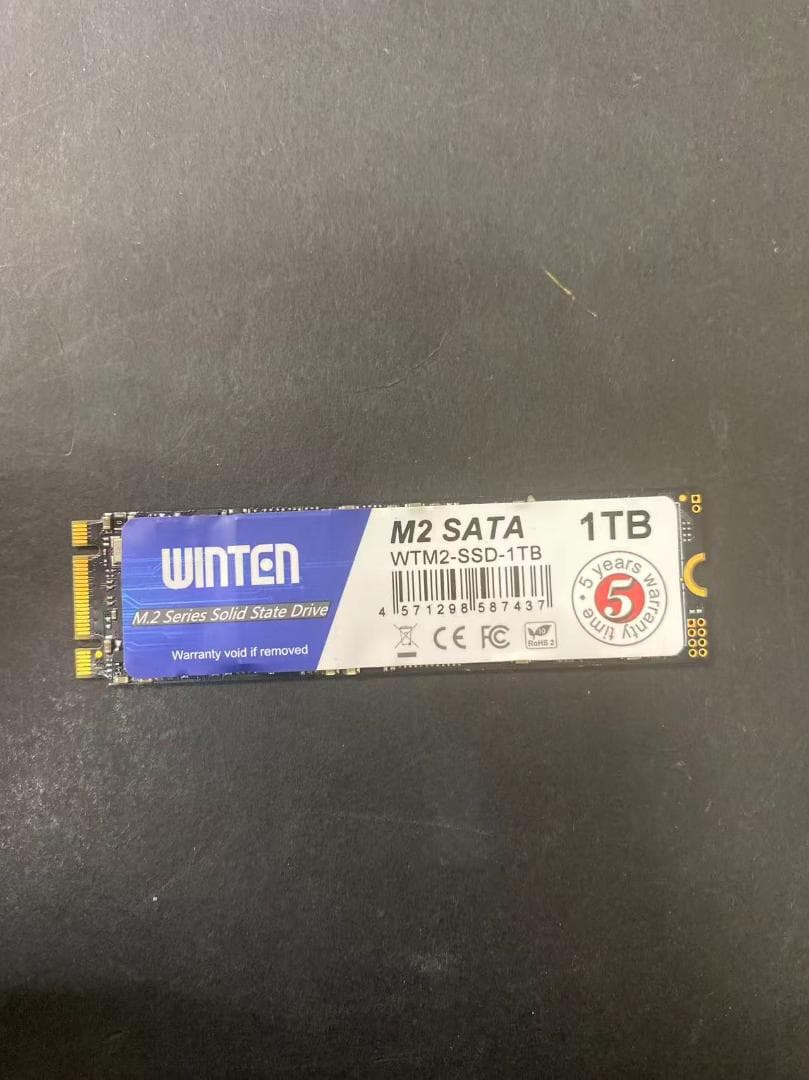 WINTEN
M.2 Series Solid State Drive
Warranty void if removed
M2 SATA
WTM2-SSD-1TB
4 571298 587437
CE FC
10
RoHS 2
1TB
5 years warranty time
5